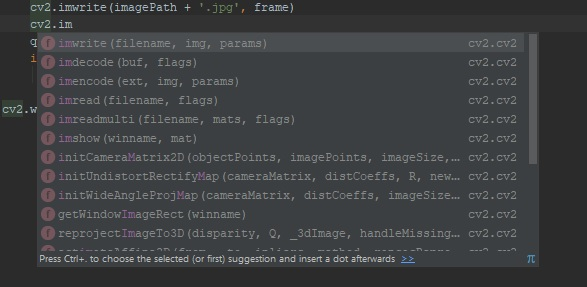 cv2.imwrite(imagePath + '.jpg', frame)
cv2.im
q
i
cv2.w
f imwrite(filename, img, params) cv2.cv2
f imdecode(buf, flags) cv2.cv2
f imencode(ext, img, params) cv2.cv2
f imread(filename, flags) cv2.cv2
f imreadmulti(filename, mats, flags) cv2.cv2
f imshow(winname, mat) cv2.cv2
f initCameraMatrix2D(objectPoints, imagePoints, imageSize,… cv2.cv2
f initUndistortRectifyMap(cameraMatrix, distCoeffs, R, new… cv2.cv2
f initWideAngleProjMap(cameraMatrix, distCoeffs, imageSize… cv2.cv2
f getWindowImageRect(winname) cv2.cv2
f reprojectImageTo3D(disparity, Q, _3dImage, handleMissing… cv2.cv2
Press Ctrl+. to choose the selected (or first) suggestion and insert a dot afterwards >> π